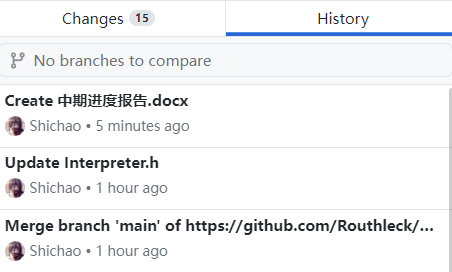 Changes 15 History
No branches to compare
Create 中期进度报告.docx
Shichao • 5 minutes ago
Update Interpreter.h
Shichao • 1 hour ago
Merge branch 'main' of https://github.com/Routhleck/...
Shichao • 1 hour ago